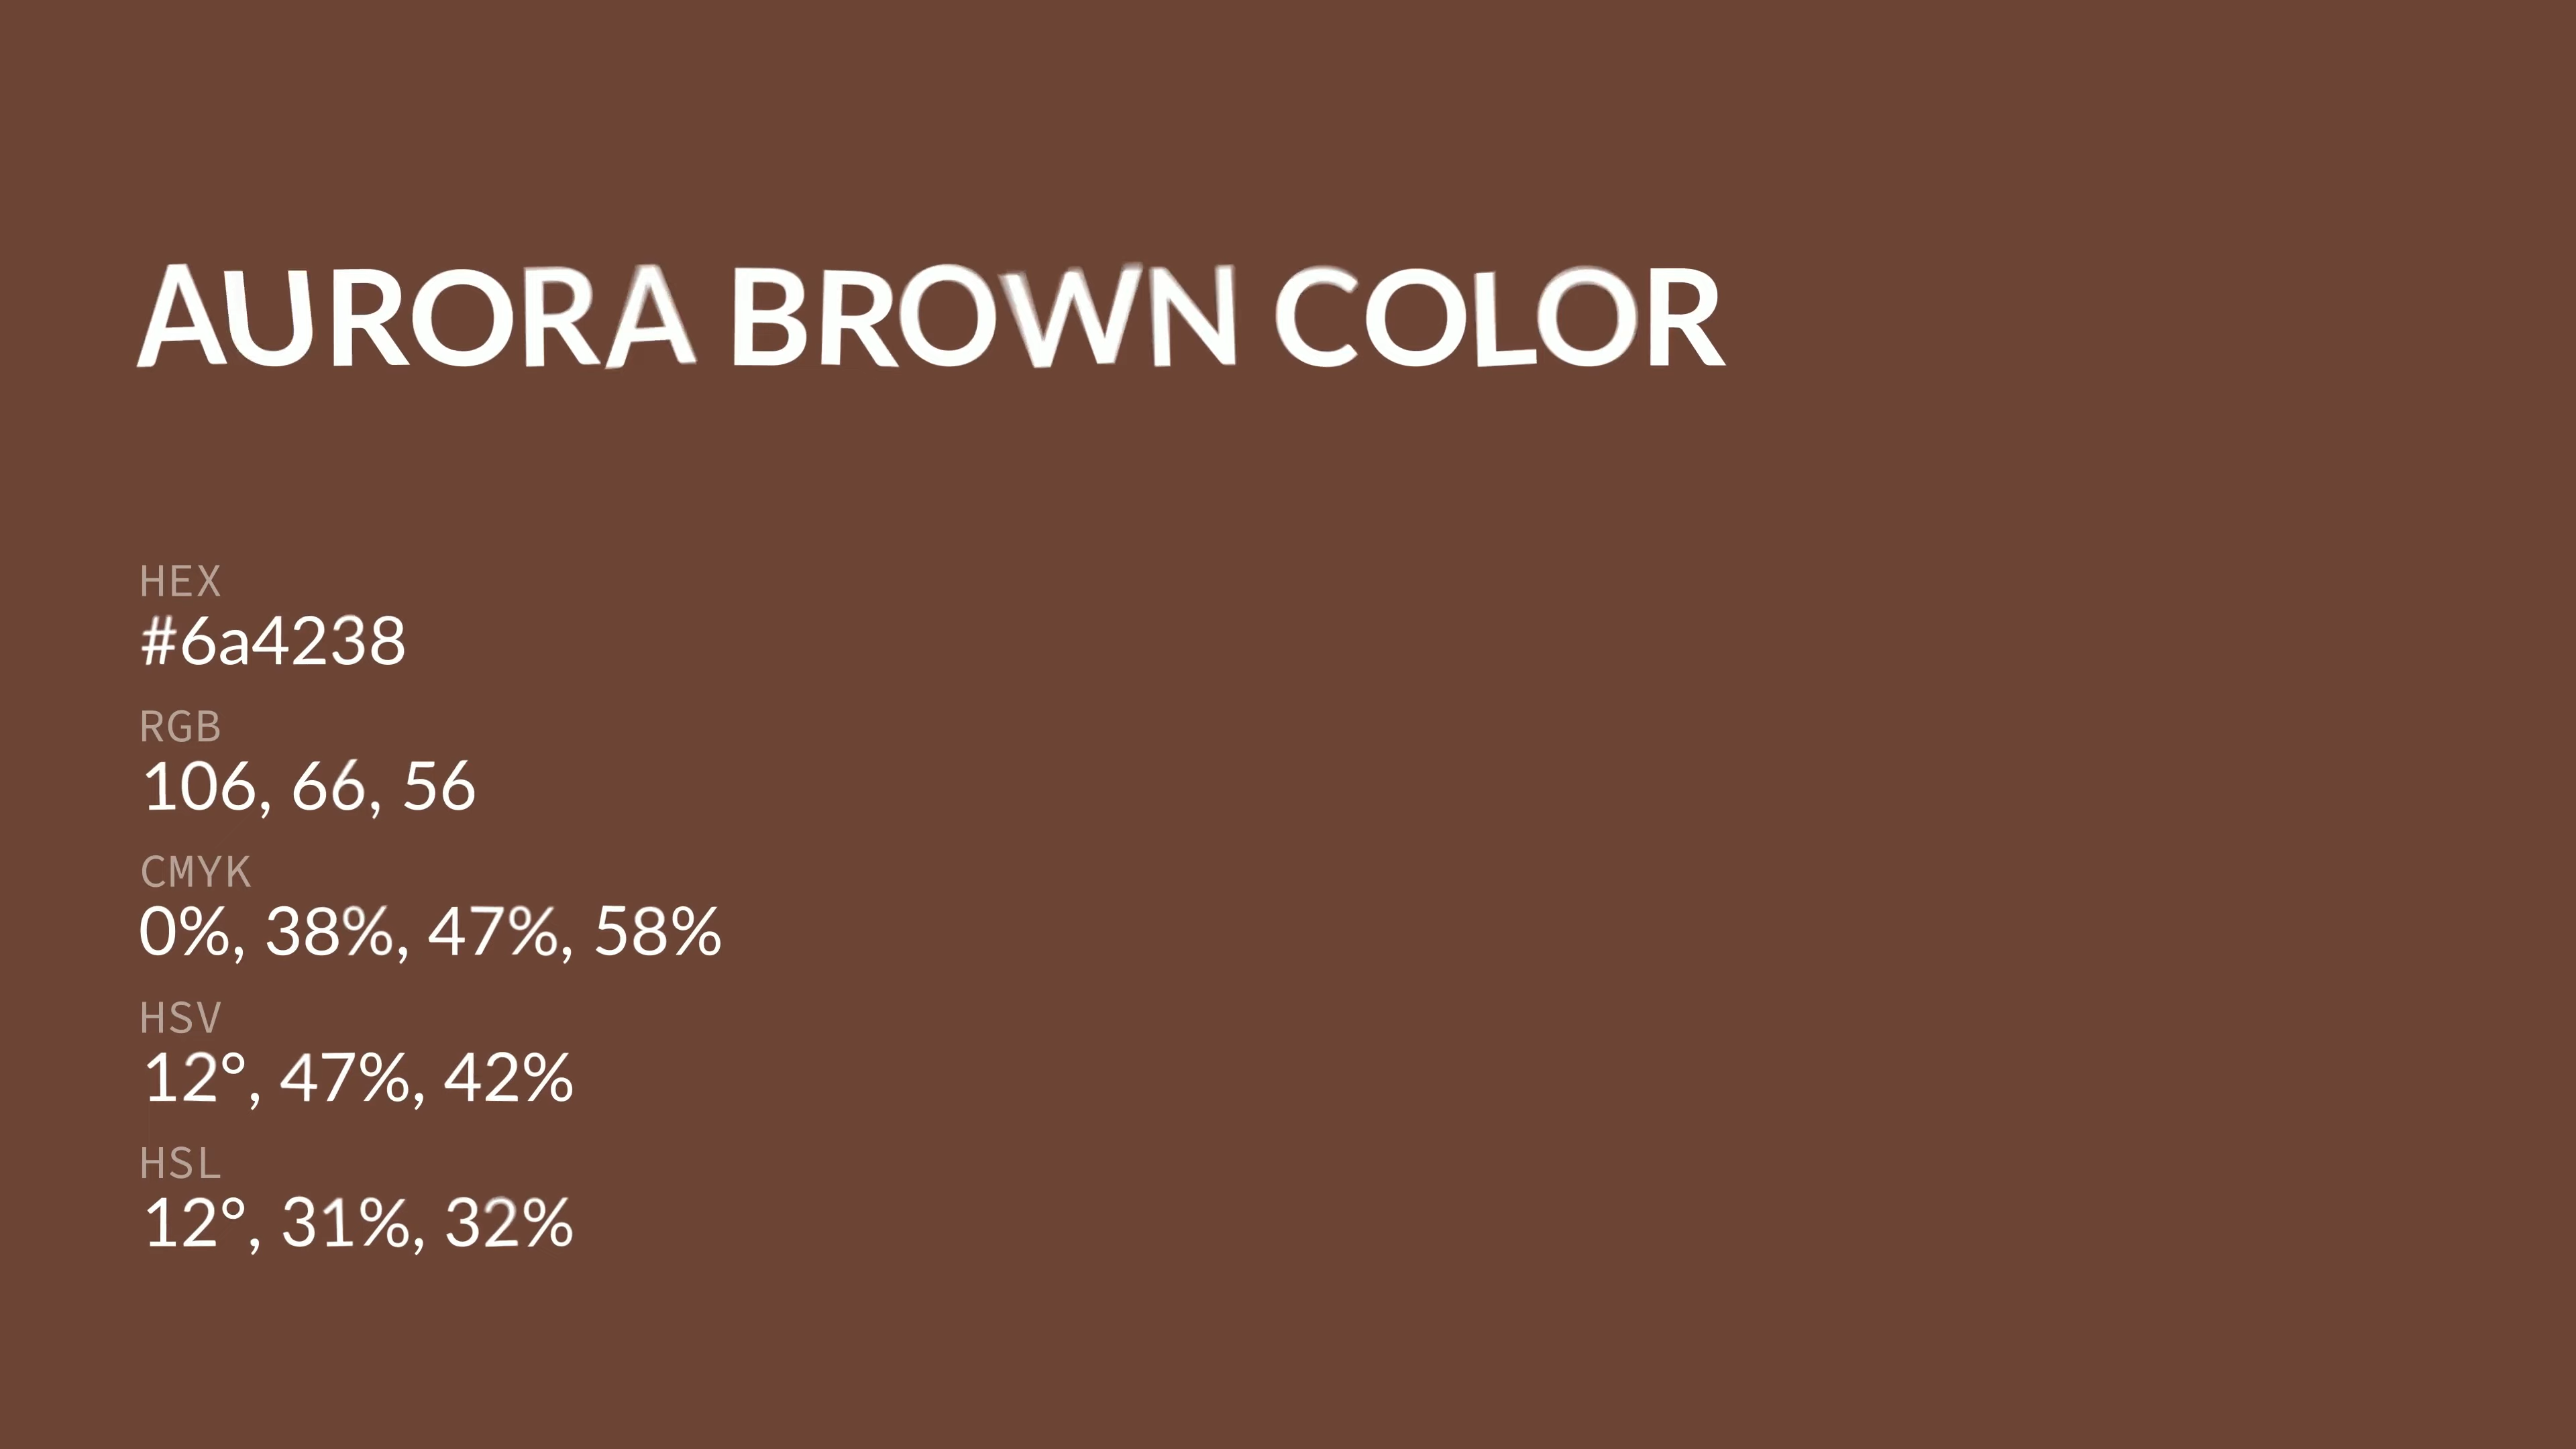 AURORA BROWN COLOR
HEX
#6a4238
RGB
106, 66, 56
CMYK
0%, 38%, 47%, 58%
HSV
12°, 47%, 42%
HSL
12°, 31%, 32%